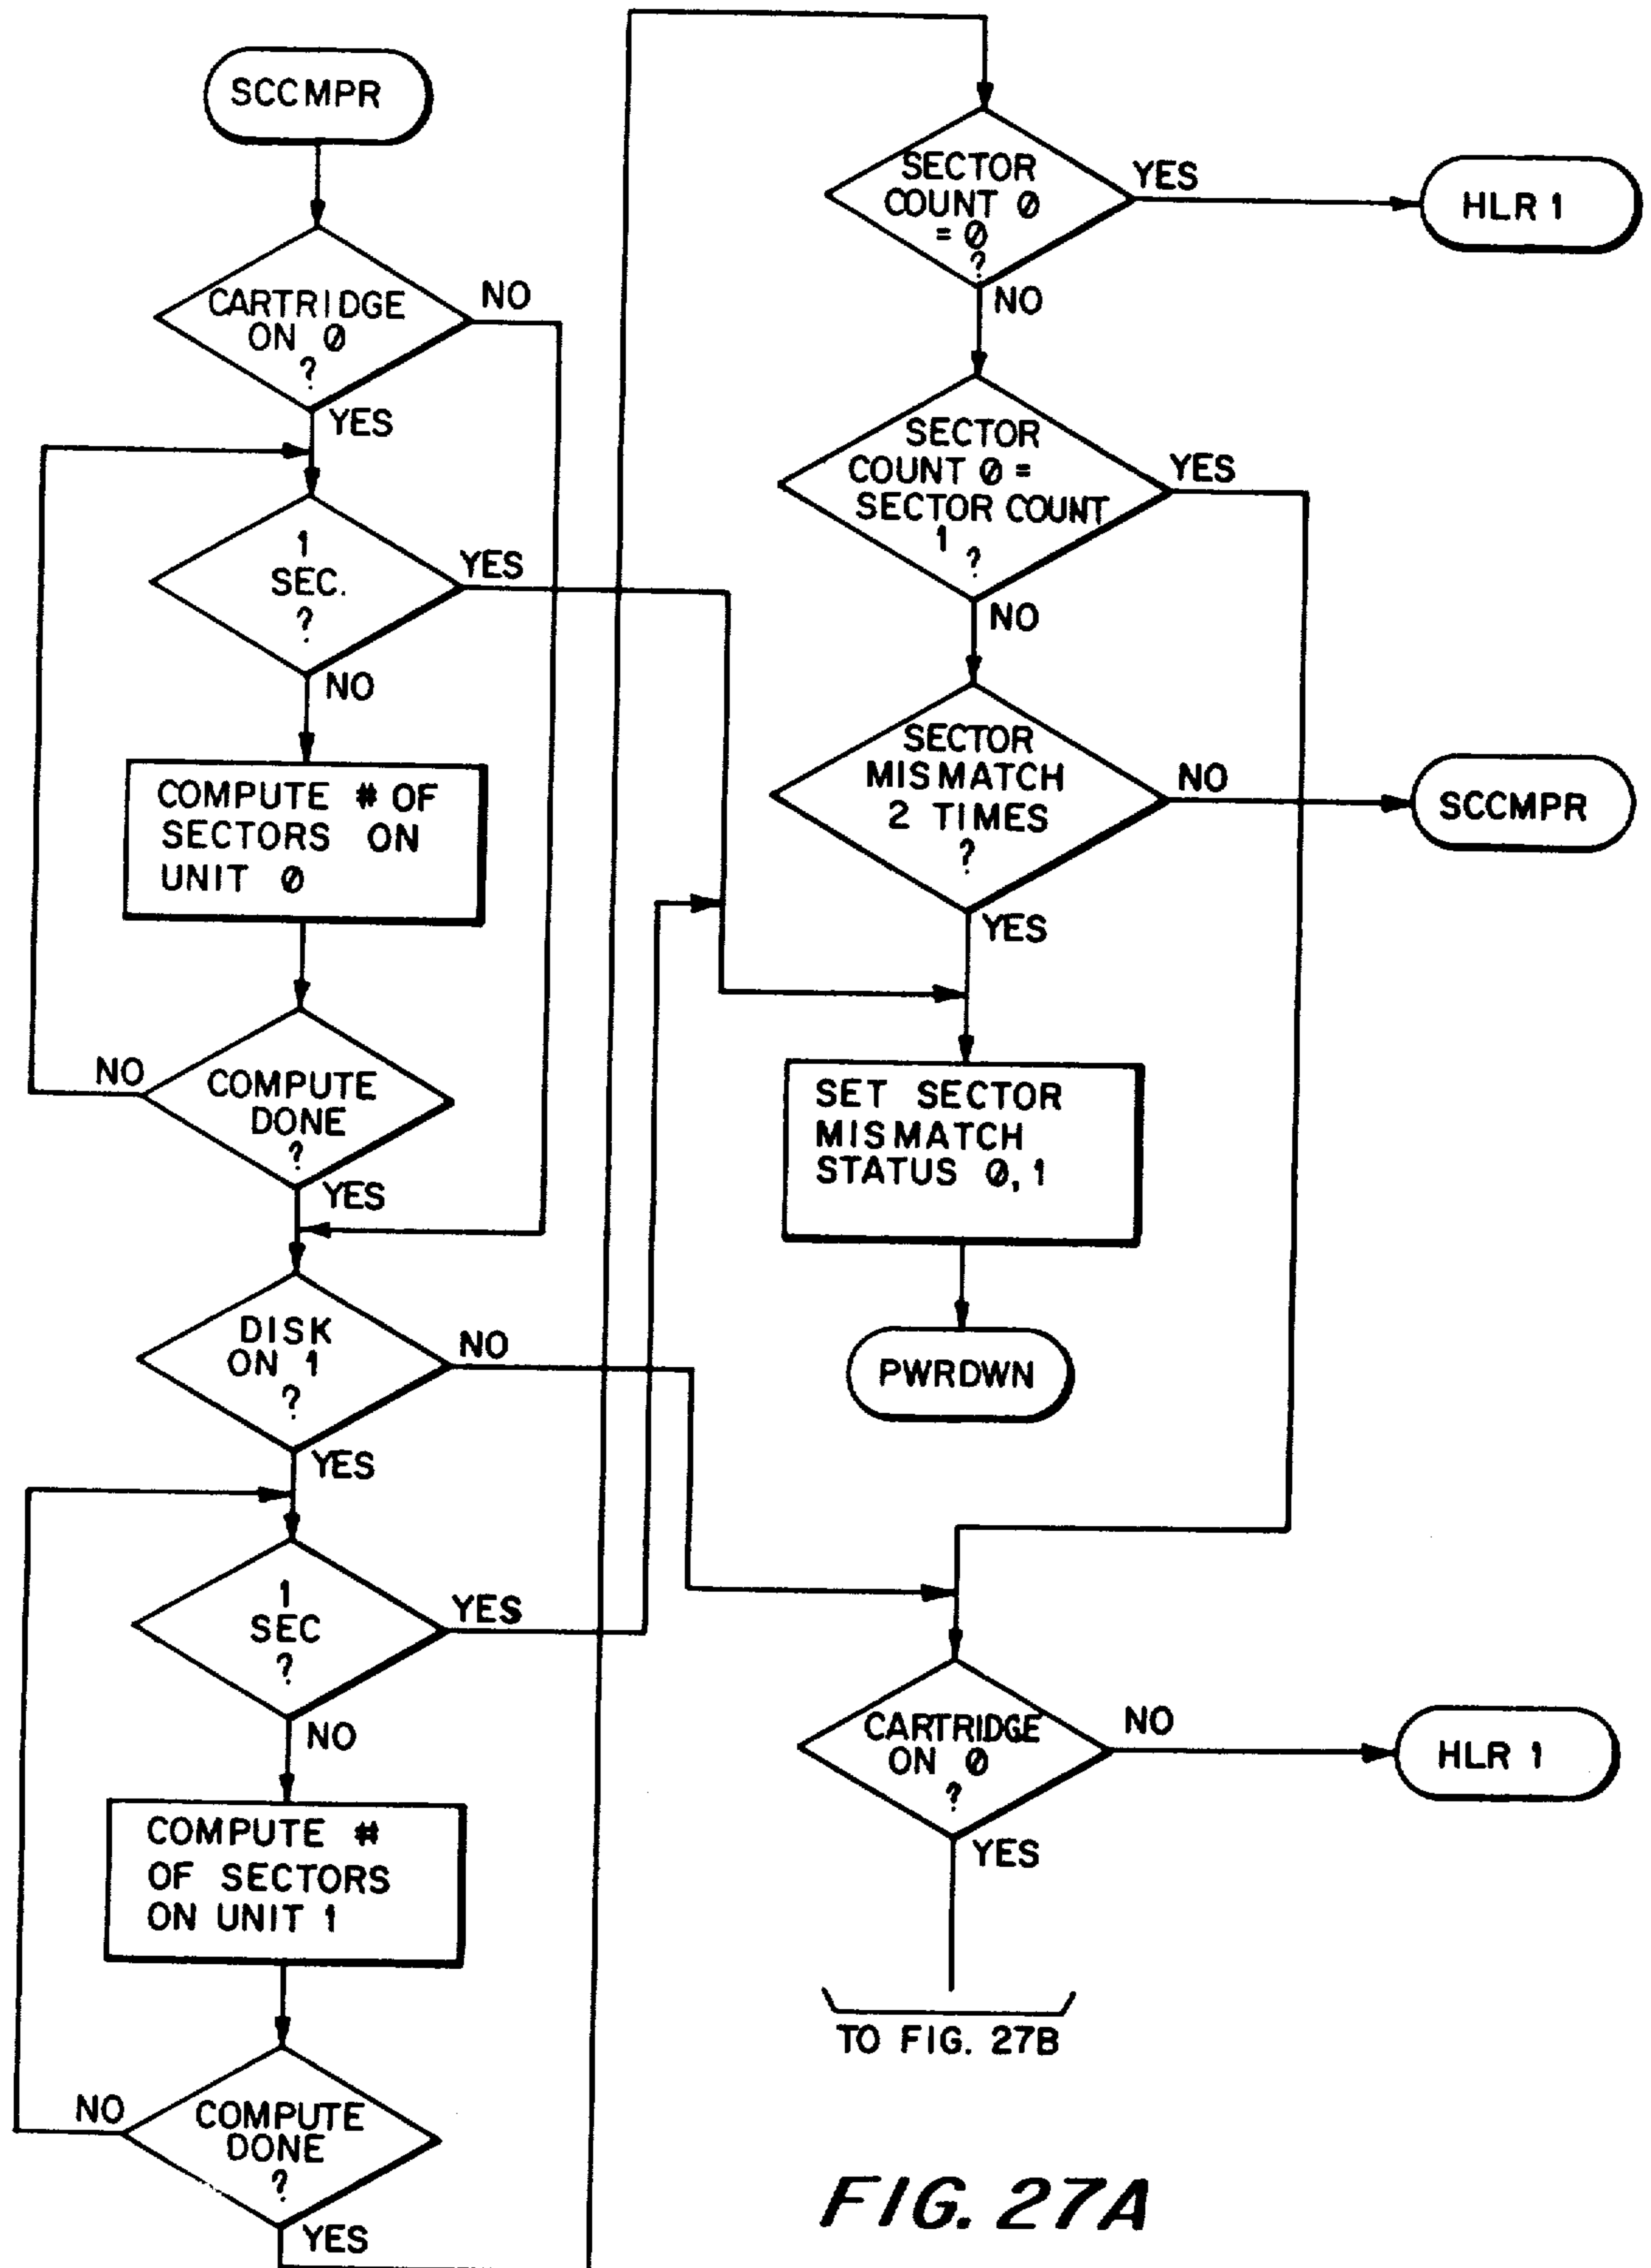 SCCMPR
CARTRIDGE
ON 0
?
NO
YES
1
SEC.
?
YES
NO
COMPUTE # OF
SECTORS ON
UNIT 0
NO
COMPUTE
DONE
?
YES
DISK
ON 1
?
NO
YES
1
SEC
?
YES
NO
COMPUTE #
OF SECTORS
ON UNIT 1
NO
COMPUTE
DONE
?
YES
SECTOR
COUNT 0
= 0
?
YES
HLR 1
NO
SECTOR
COUNT 0 =
SECTOR COUNT
1 ?
YES
NO
SECTOR
MISMATCH
2 TIMES
?
NO
SCCMPR
YES
SET SECTOR
MISMATCH
STATUS 0,1
PWRDWN
CARTRIDGE
ON 0
?
NO
HLR 1
YES
TO FIG. 27B
FIG. 27A